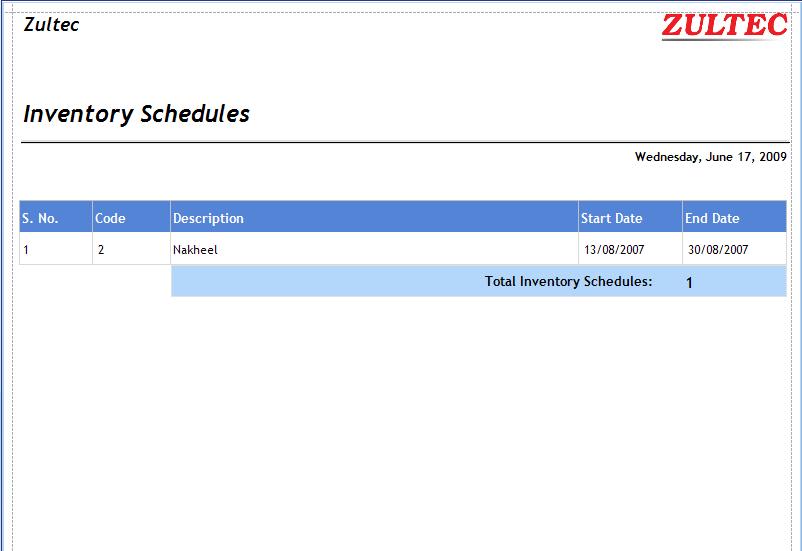 Zultec
ZULTEC
Inventory Schedules
Wednesday, June 17, 2009
S. No. Code Description Start Date End Date
1 2 Nakheel 13/08/2007 30/08/2007
Total Inventory Schedules: 1